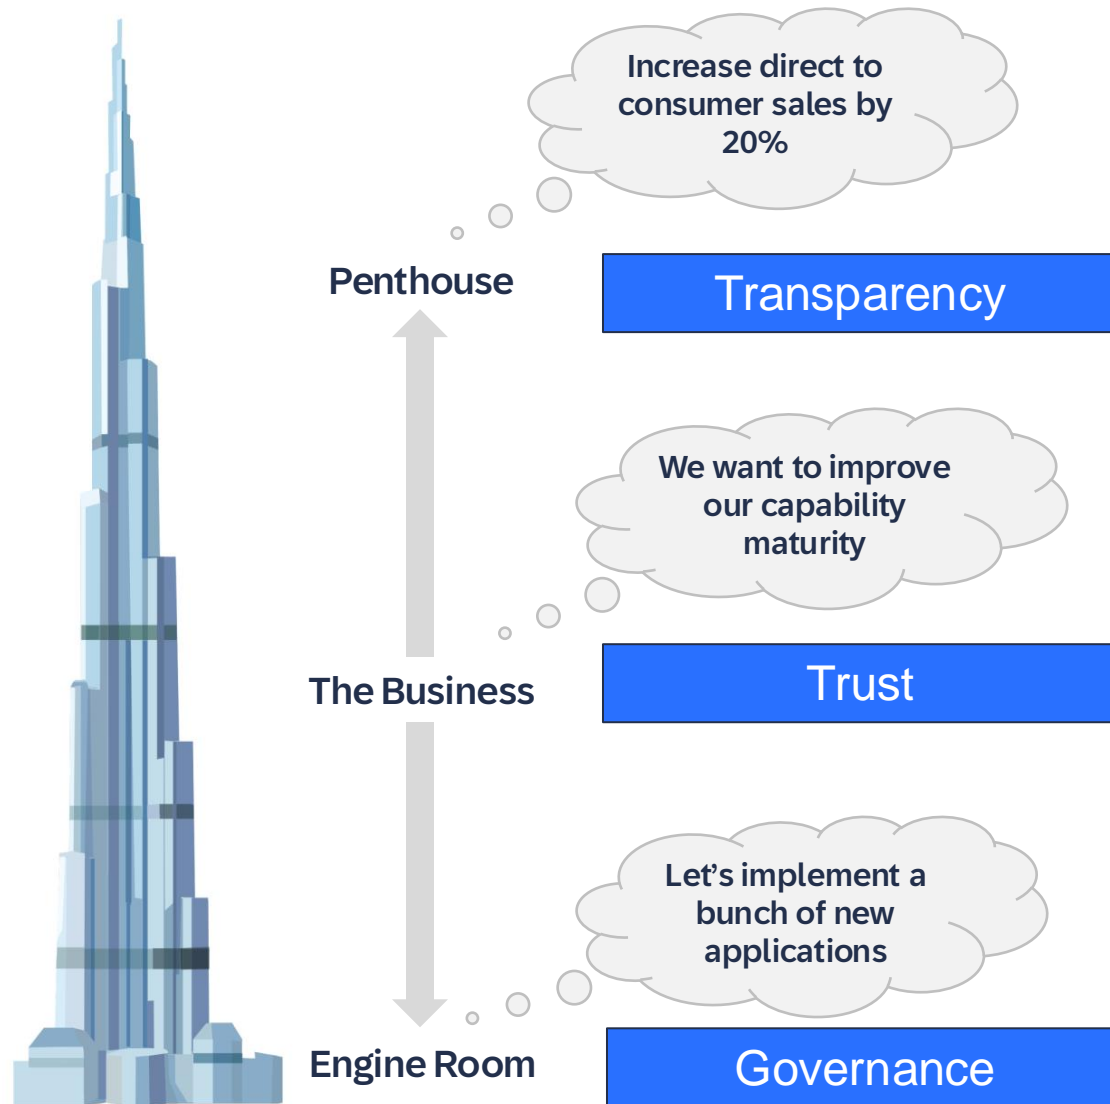 Increase direct to
consumer sales by
20%
Penthouse
Transparency
We want to improve
our capability
maturity
The Business
Trust
Let’s implement a
bunch of new
applications
Engine Room
Governance